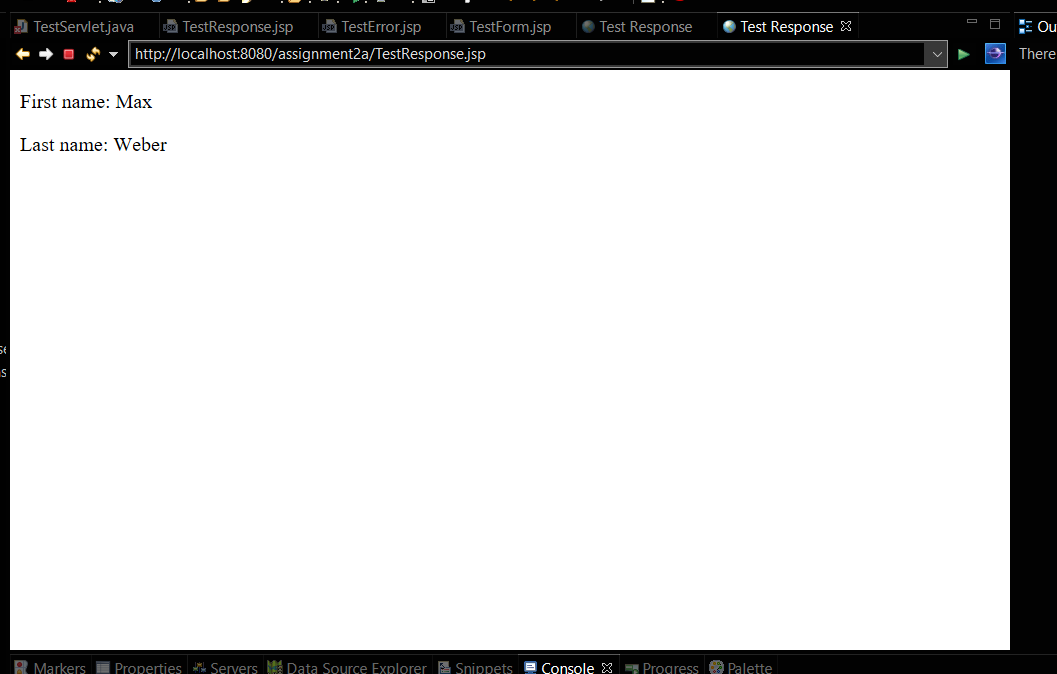 TestServlet.java TestResponse.jsp TestError.jsp TestForm.jsp Test Response Test Response Ou
http://localhost:8080/assignment2a/TestResponse.jsp There
First name: Max
Last name: Weber
Markers Properties Servers Data Source Explorer Snippets Console Progress Palette